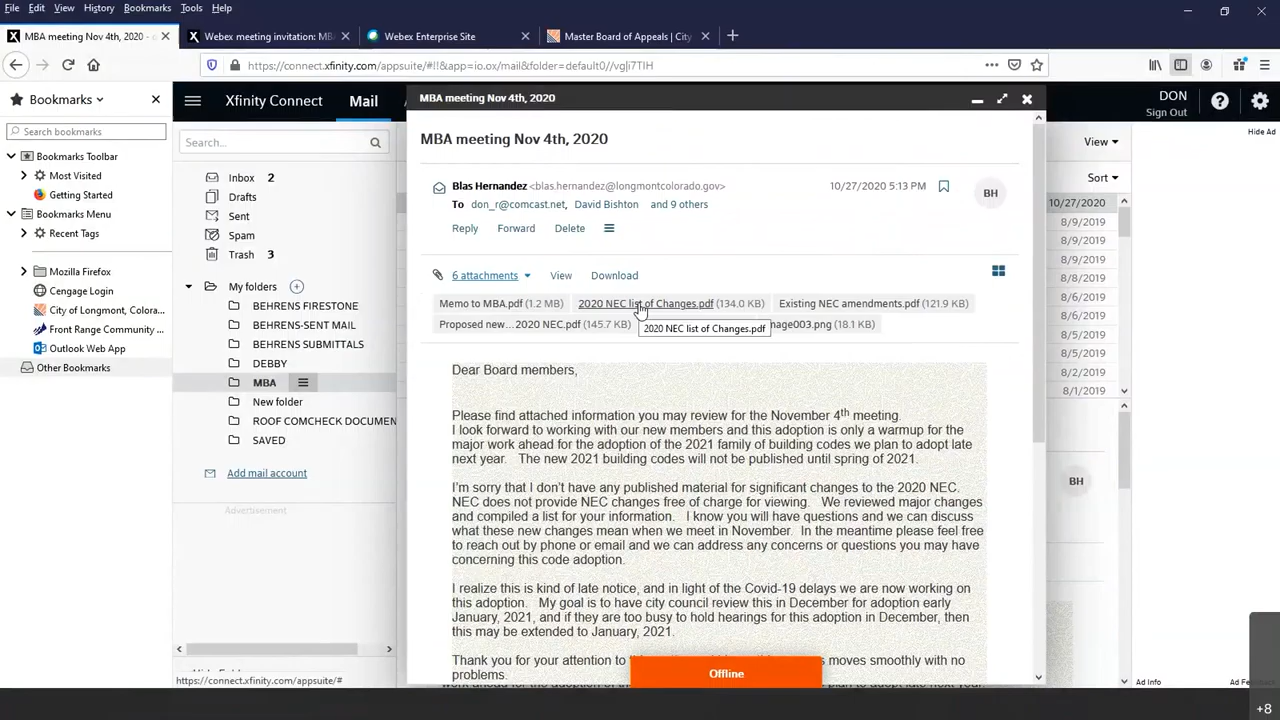 File Edit View History Bookmarks Tools Help
MBA meeting Nov 4th, 2020 -
Webex meeting invitation: MB
Webex Enterprise Site
Master Board of Appeals | City
https://connect.xfinity.com/appsuite/#!!&app=io.ox/mail&folder=default0//vgli7TIH
Bookmarks
Search bookmarks
Bookmarks Toolbar
Most Visited
Getting Started
Bookmarks Menu
Recent Tags
Mozilla Firefox
Cengage Login
City of Longmont, Colora...
Front Range Community ...
Outlook Web App
Other Bookmarks
Xfinity Connect
Mail
Search...
Inbox 2
Drafts
Sent
Spam
Trash 3
My folders
BEHRENS FIRESTONE
BEHRENS-SENT MAIL
BEHRENS SUBMITTALS
DEBBY
MBA
New folder
ROOF COMCHECK DOCUMEN
SAVED
Add mail account
Advertisement
https://connect.xfinity.com/appsuite/#
MBA meeting Nov 4th, 2020
MBA meeting Nov 4th, 2020
Blas Hernandez <blas.hernandez@longmontcolorado.gov>
10/27/2020 5:13 PM
BH
To don_r@comcast.net, David Bishton and 9 others
Reply Forward Delete
6 attachments View Download
Memo to MBA.pdf (1.2 MB) 2020 NEC list of Changes.pdf (134.0 KB) Existing NEC amendments.pdf (121.9 KB)
Proposed new... 2020 NEC.pdf (145.7 KB) 2020 NEC list of Changes.pdf nage003.png (18.1 KB)
Dear Board members,
Please find attached information you may review for the November 4th meeting.
I look forward to working with our new members and this adoption is only a warmup for the
major work ahead for the adoption of the 2021 family of building codes we plan to adopt late
next year. The new 2021 building codes will not be published until spring of 2021.
I'm sorry that I don't have any published material for significant changes to the 2020 NEC.
NEC does not provide NEC changes free of charge for viewing. We reviewed major changes
and compiled a list for your information. I know you will have questions and we can discuss
what these new changes mean when we meet in November. In the meantime please feel free
to reach out by phone or email and we can address any concerns or questions you may have
concerning this code adoption.
I realize this is kind of late notice, and in light of the Covid-19 delays we are now working on
this adoption. My goal is to have city council review this in December for adoption early
January, 2021, and if they are too busy to hold hearings for this adoption in December, then
this may be extended to January, 2021.
Thank you for your attention to
s moves smoothly with no
problems.
Offline
DON
Sign Out
Hide Ad
View
Sort
10/27/2020
8/9/2019
8/9/2019
8/9/2019
8/9/2019
8/9/2019
8/6/2019
8/5/2019
8/5/2019
8/2/2019
8/1/2019
BH
Ad Info
Ad Feedback
+8